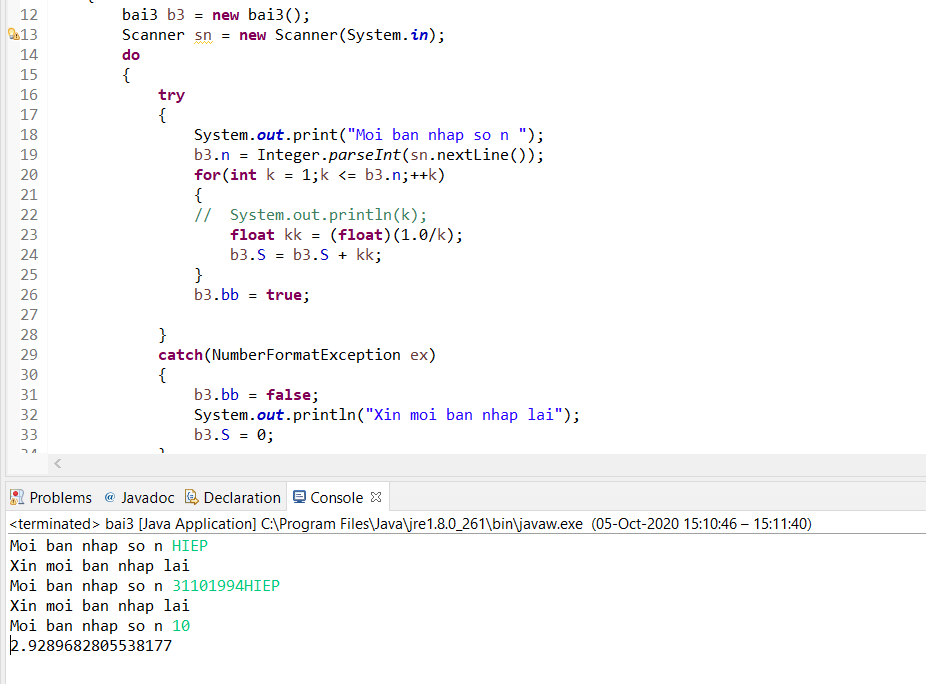 12 bai3 b3 = new bai3();
13 Scanner sn = new Scanner(System.in);
14 do
15 {
16 try
17 {
18 System.out.print("Moi ban nhap so n ");
19 b3.n = Integer.parseInt(sn.nextLine());
20 for(int k = 1;k <= b3.n;++k)
21 {
22 // System.out.println(k);
23 float kk = (float)(1.0/k);
24 b3.S = b3.S + kk;
25 }
26 b3.bb = true;
27
28 }
29 catch(NumberFormatException ex)
30 {
31 b3.bb = false;
32 System.out.println("Xin moi ban nhap lai");
33 b3.S = 0;
Problems @ Javadoc Declaration Console
<terminated> bai3 [Java Application] C:\Program Files\Java\jre1.8.0_261\bin\javaw.exe (05-Oct-2020 15:10:46 – 15:11:40)
Moi ban nhap so n HIEP
Xin moi ban nhap lai
Moi ban nhap so n 31101994HIEP
Xin moi ban nhap lai
Moi ban nhap so n 10
2.9289682805538177